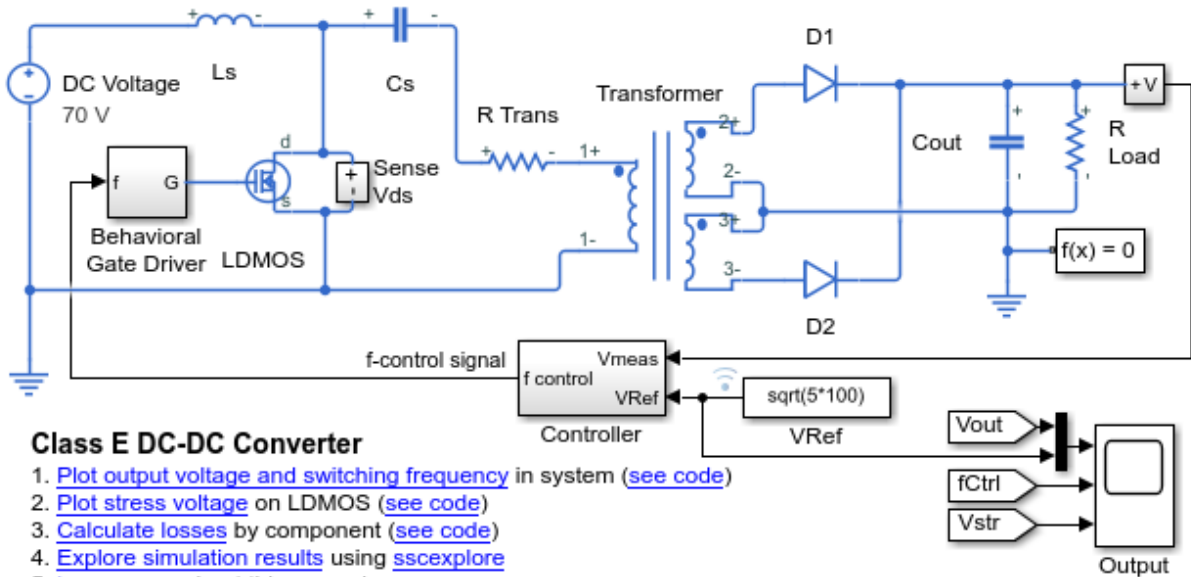 + -
+ -
D1
Ls
DC Voltage
70 V
Cs
R Trans
Transformer
+V
2+
Cout
+
+
R
Load
d
+ -
1+
2-
f
G
+
-
Sense
Vds
s
3+
1-
Behavioral
Gate Driver
LDMOS
3-
f(x) = 0
D2
f-control signal
Vmeas
f control
VRef
sqrt(5*100)
Controller
VRef
Vout
fCtrl
Vstr
Output
Class E DC-DC Converter
1. Plot output voltage and switching frequency in system (see code)
2. Plot stress voltage on LDMOS (see code)
3. Calculate losses by component (see code)
4. Explore simulation results using sscexplore